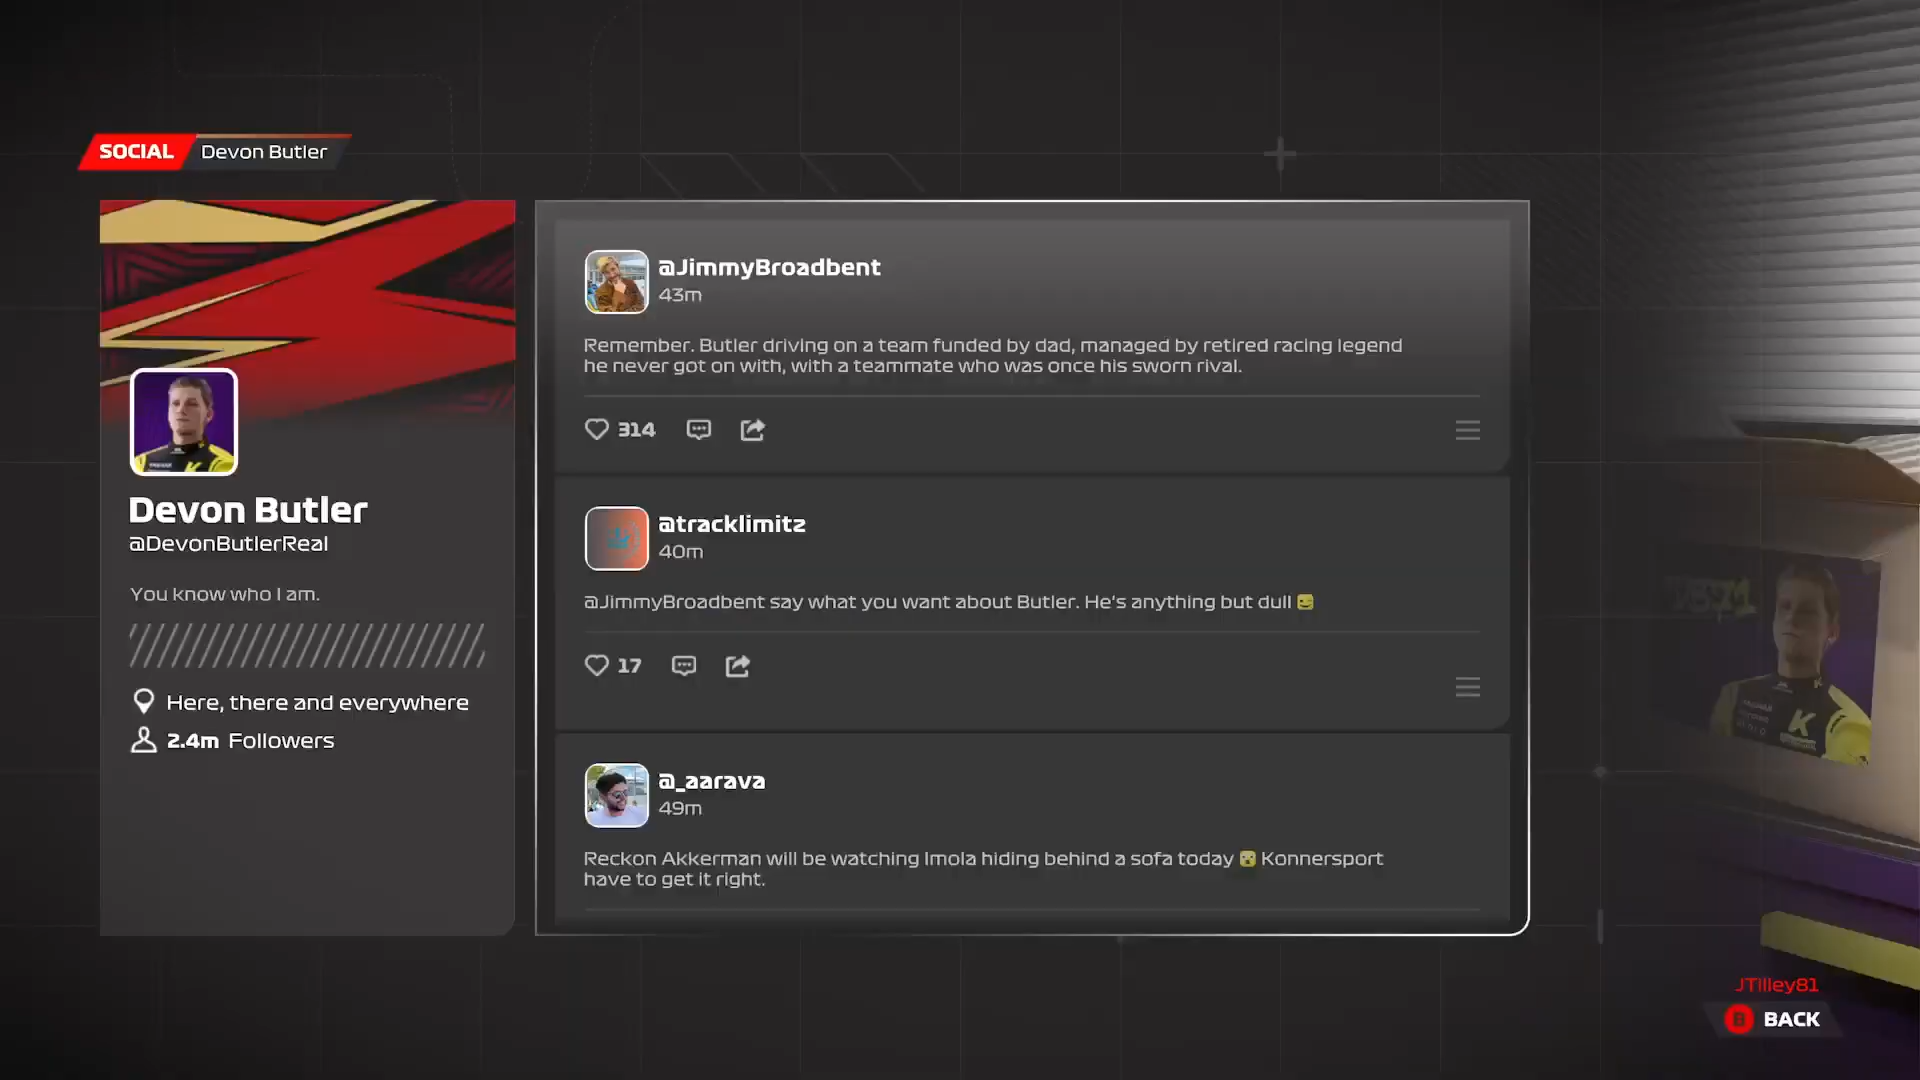 SOCIAL Devon Butler
Devon Butler
@DevonButlerReal
You know who I am.
Here, there and everywhere
2.4m Followers
@JimmyBroadbent
43m
Remember. Butler driving on a team funded by dad, managed by retired racing legend
he never got on with, with a teammate who was once his sworn rival.
314
@tracklimitz
40m
@JimmyBroadbent say what you want about Butler. He's anything but dull 😄
17
@_aarava
49m
Reckon Akkerman will be watching Imola hiding behind a sofa today 😮 Konnersport
have to get it right.
K
JTilley81
B BACK